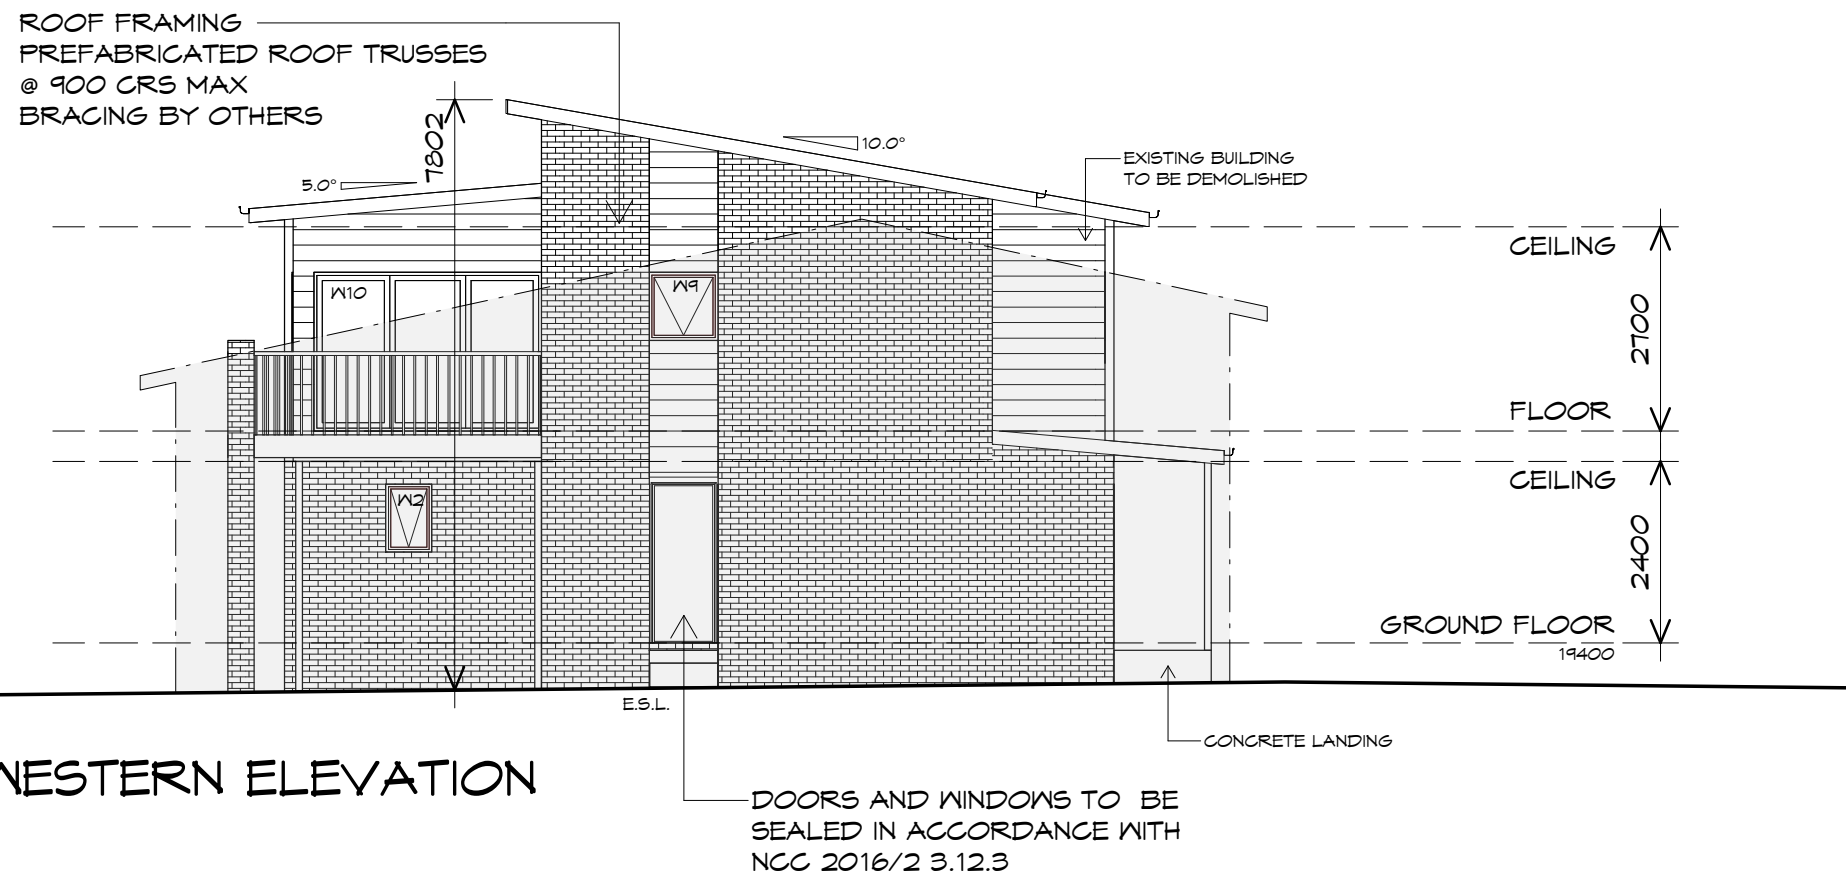 ROOF FRAMING
PREFABRICATED ROOF TRUSSES
@ 900 CRS MAX
BRACING BY OTHERS
7802
10.0°
5.0°
EXISTING BUILDING
TO BE DEMOLISHED
CEILING
W10
W9
2700
FLOOR
CEILING
W2
2400
GROUND FLOOR
19400
E.S.L.
CONCRETE LANDING
WESTERN ELEVATION
DOORS AND WINDOWS TO BE
SEALED IN ACCORDANCE WITH
NCC 2016/2 3.12.3